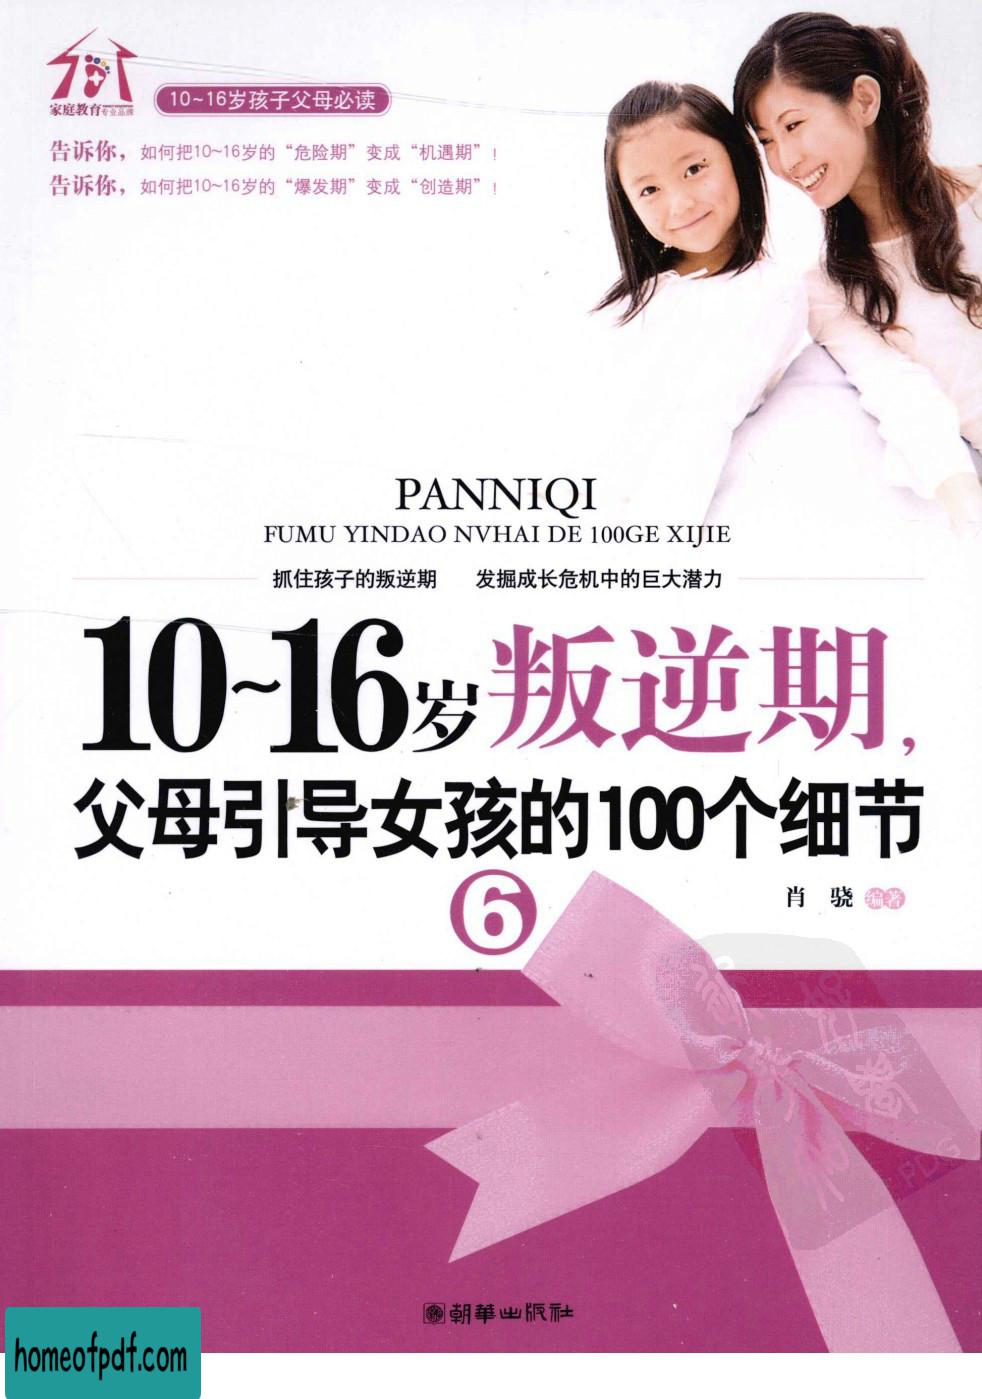 家庭教育专业品牌
10~16岁孩子父母必读
告诉你，如何把10~16岁的“危险期”变成“机遇期”！
告诉你，如何把10~16岁的“爆发期”变成“创造期”！
PANNIQI
FUMU YINDAO NVHAI DE 100GE XIJIE
抓住孩子的叛逆期 发掘成长危机中的巨大潜力
10~16岁叛逆期，
父母引导女孩的100个细节
6
肖 骁 编著
PDG
朝華出版社
homeofpdf.com